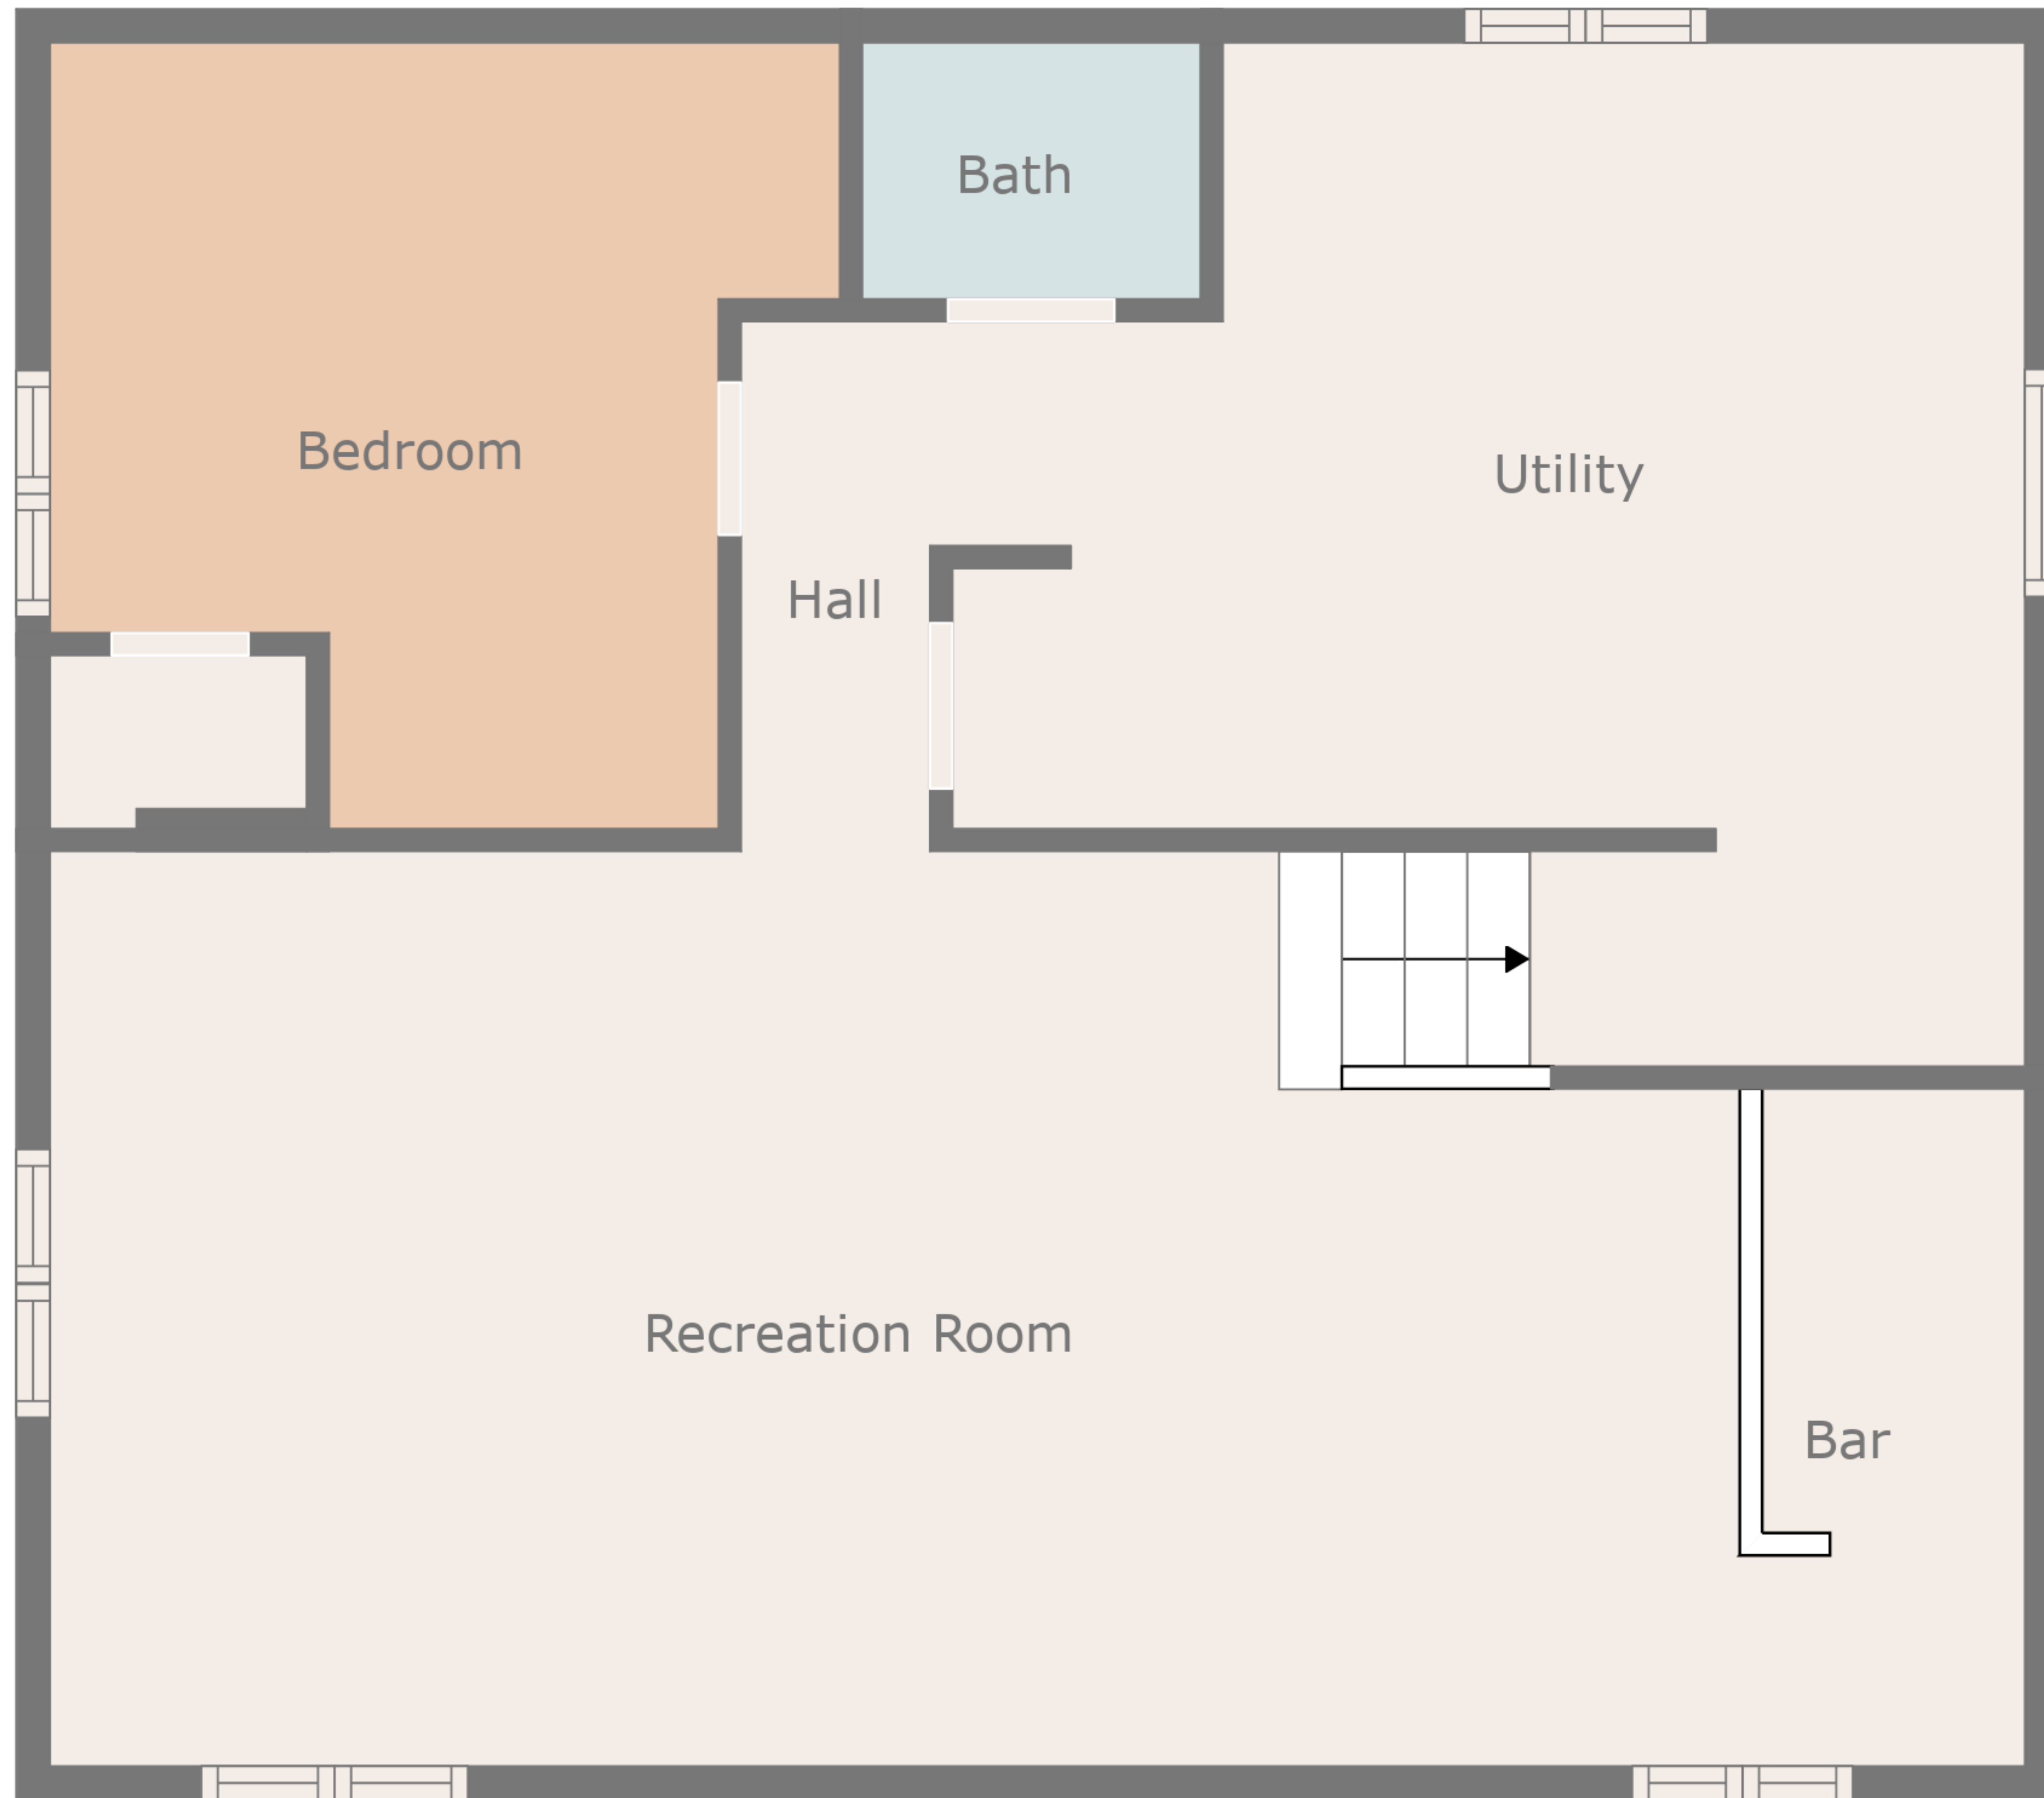 Bath
Bedroom
Utility
Hall
Recreation Room
Bar